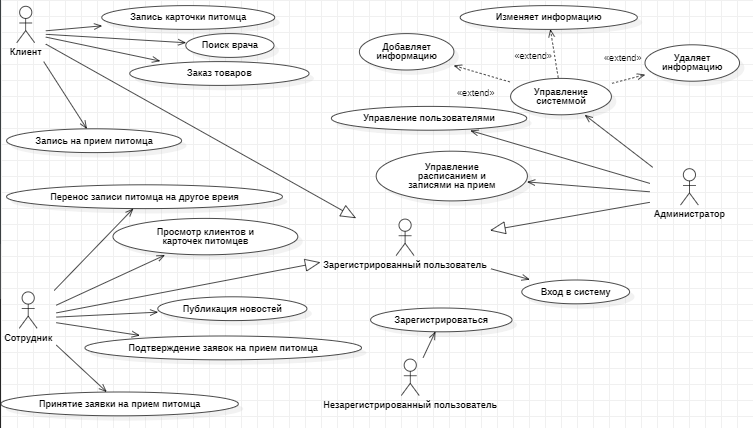 Запись карточки питомца
Изменяет информацию
Клиент
Поиск врача
Добавляет
информацию
«extend»
«extend»
Удаляет
информацию
Заказ товаров
Управление
системмой
«extend»
Управление пользователями
Запись на прием питомца
Управление
расписанием и
записями на прием
Перенос записи питомца на другое вреия
Администратор
Просмотр клиентов и
карточек питомцев
Зарегистрированный пользователь
Вход в систему
Публикация новостей
Зарегистрироваться
Сотрудник
Подтверждение заявок на прием питомца
Принятие заявки на прием питомца
Незарегистрированный пользователь